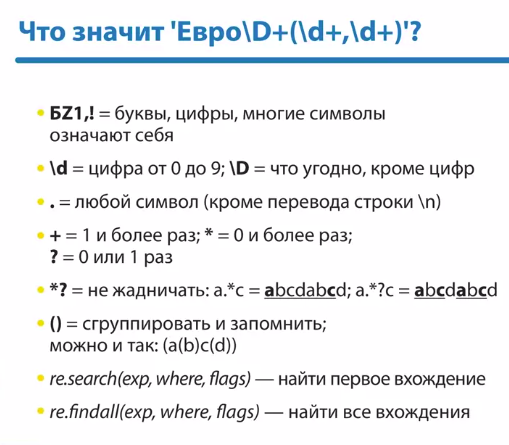 Что значит 'Евро\D+(\d+,\d+)'?
• БZ1,! = буквы, цифры, многие символы
означают себя
• \d = цифра от 0 до 9; \D = что угодно, кроме цифр
• . = любой символ (кроме перевода строки \n)
• + = 1 и более раз; * = 0 и более раз;
? = 0 или 1 раз
• *? = не жадничать: a.*c = abcdabcd; a.*?c = abcdabcd
• () = сгруппировать и запомнить;
можно и так: (a(b)c(d))
• re.search(exp, where, flags) — найти первое вхождение
• re.findall(exp, where, flags) — найти все вхождения